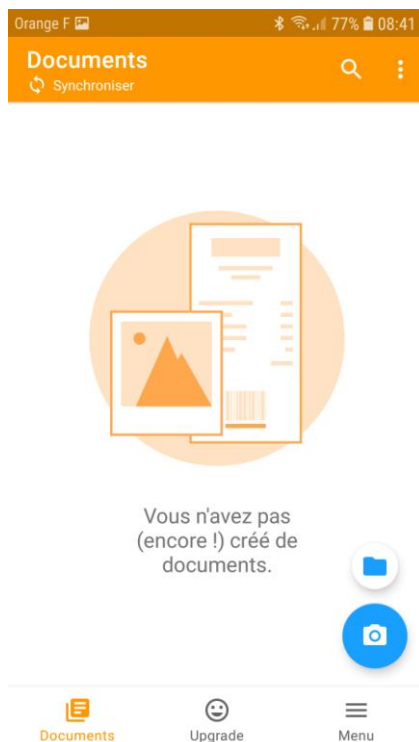 Orange F 77% 08:41
Documents
Synchroniser
Vous n'avez pas
(encore !) créé de
documents.
Documents Upgrade Menu